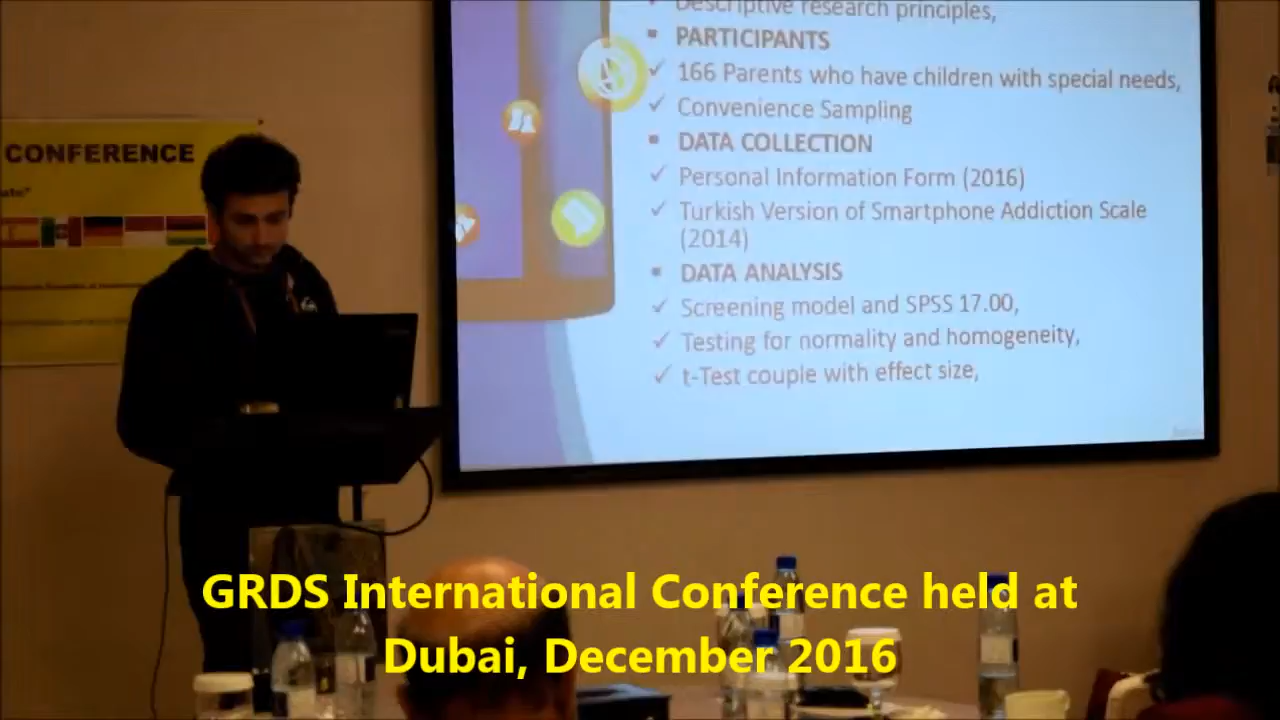 Descriptive research principles,
PARTICIPANTS
166 Parents who have children with special needs,
Convenience Sampling
DATA COLLECTION
Personal Information Form (2016)
Turkish Version of Smartphone Addiction Scale
(2014)
DATA ANALYSIS
Screening model and SPSS 17.00,
Testing for normality and homogeneity,
t-Test couple with effect size,
CONFERENCE
GRDS International Conference held at
Dubai, December 2016